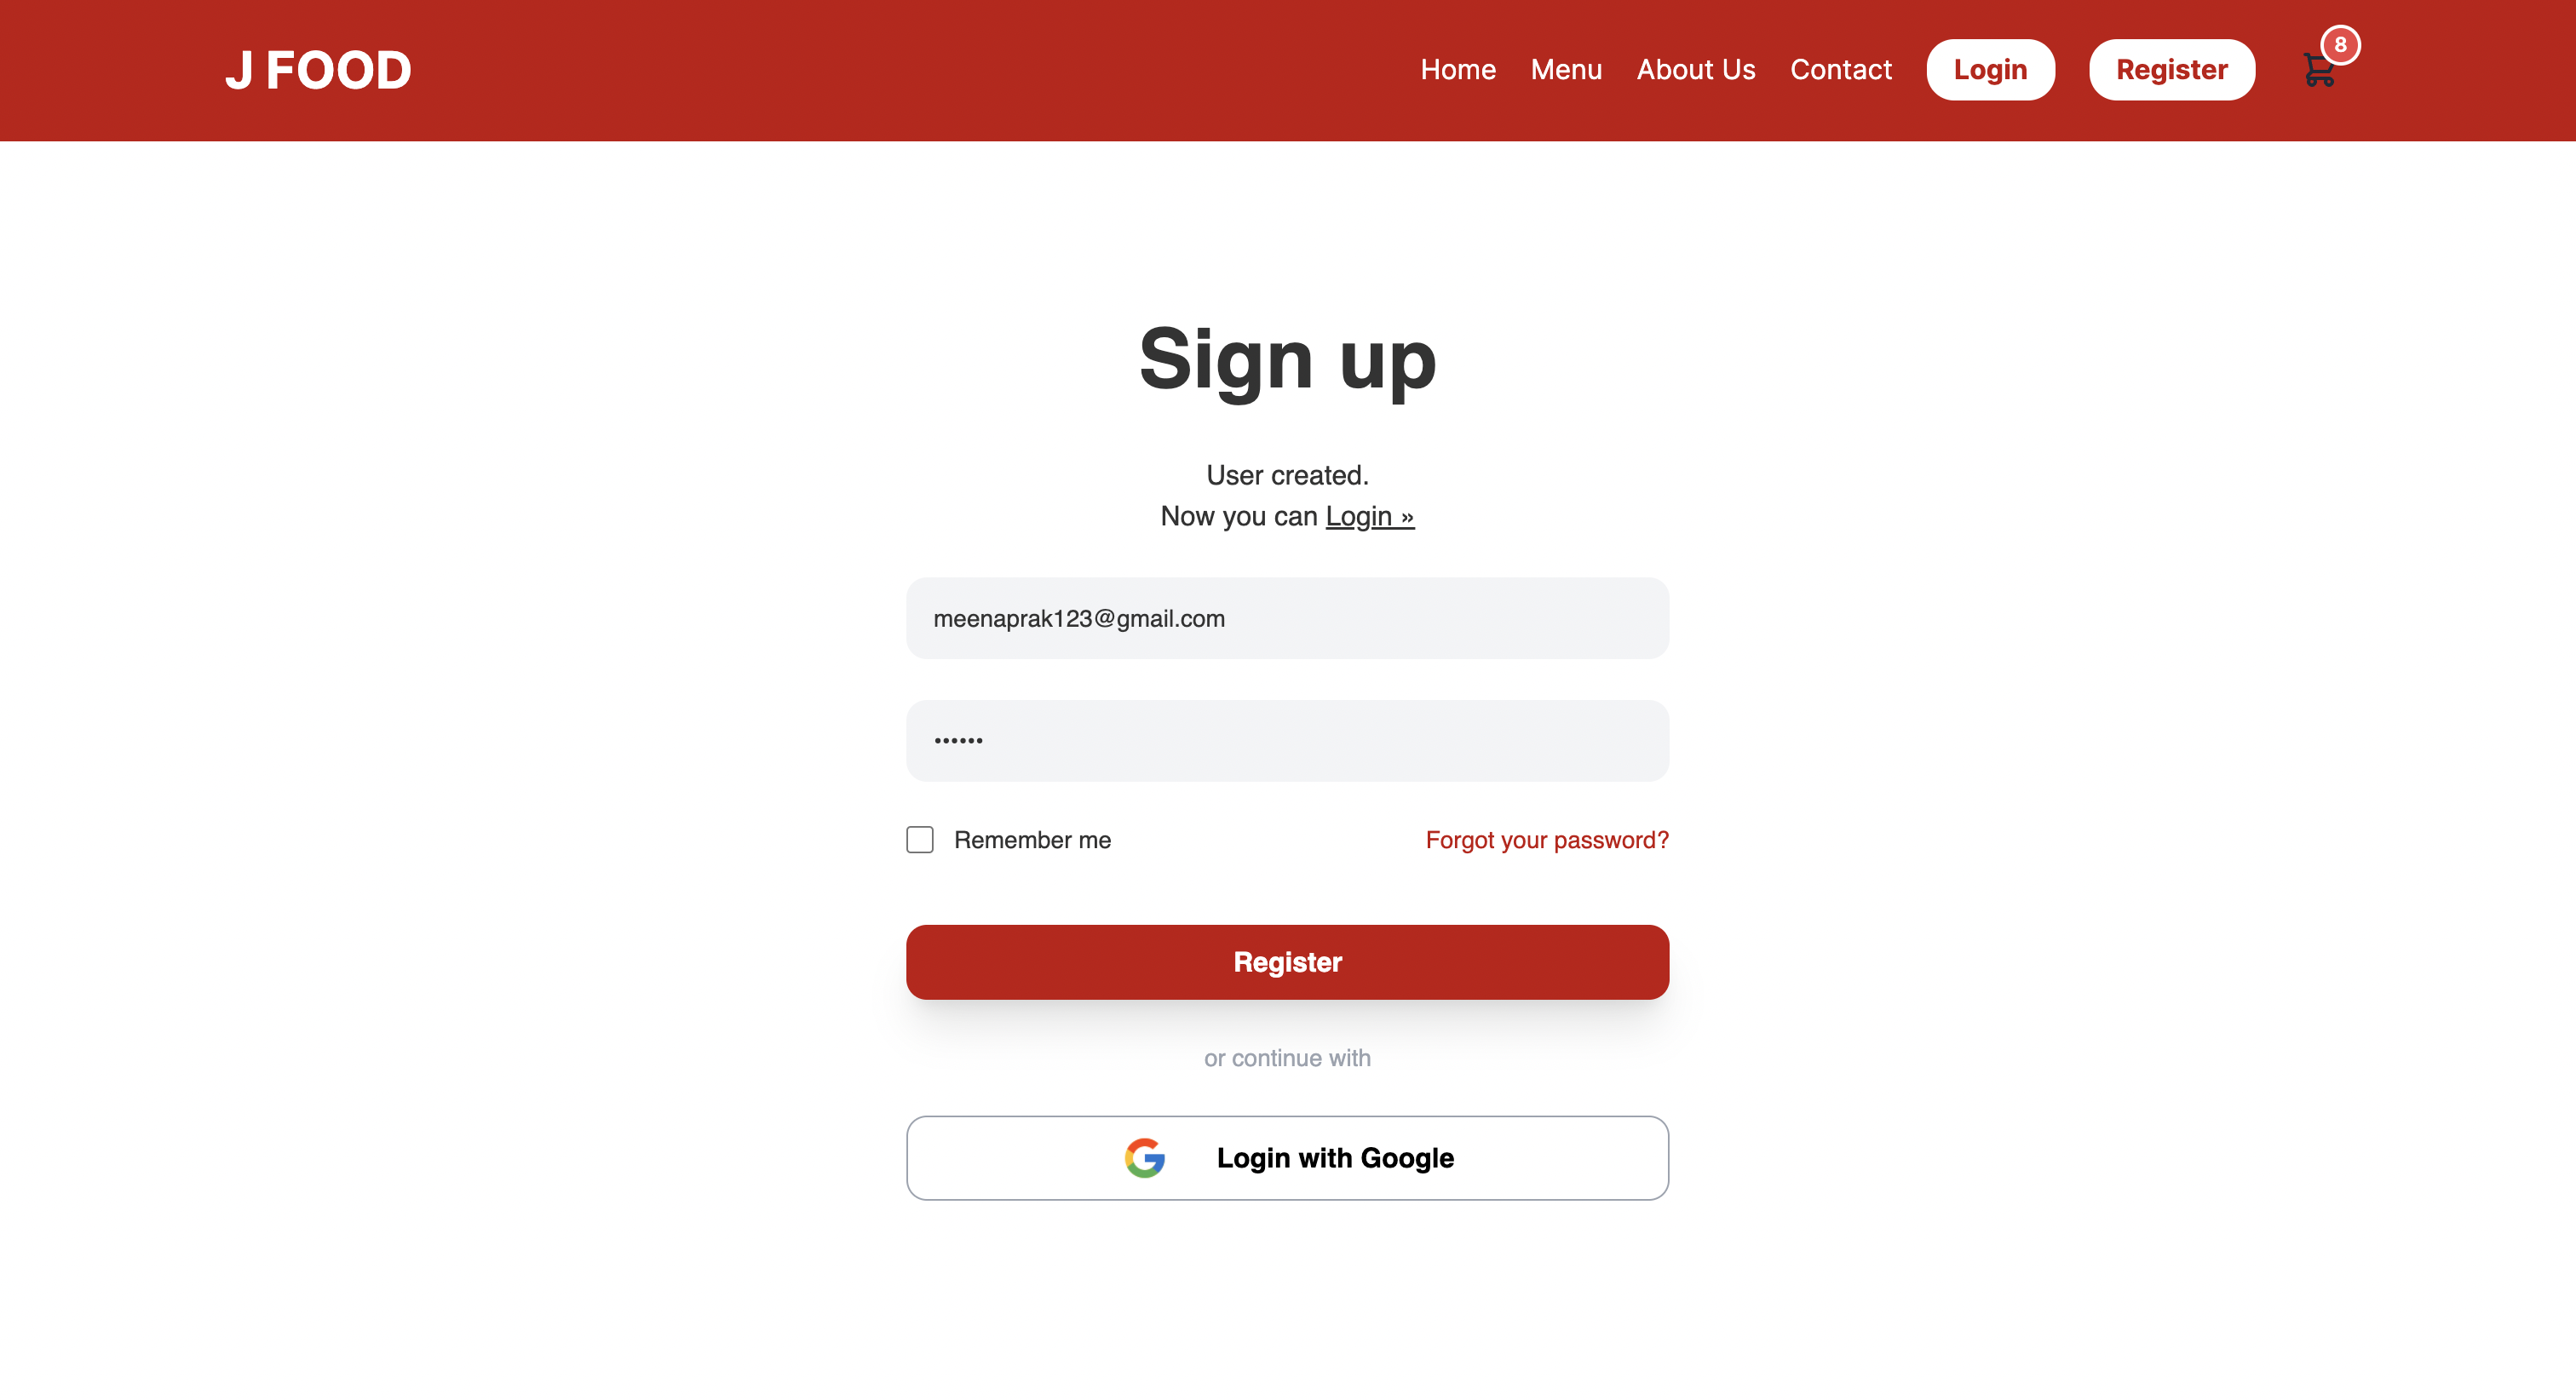 J FOOD
Home Menu About Us Contact Login Register 8
Sign up
User created.
Now you can Login »
meenaprak123@gmail.com
••••••
Remember me Forgot your password?
Register
or continue with
Login with Google